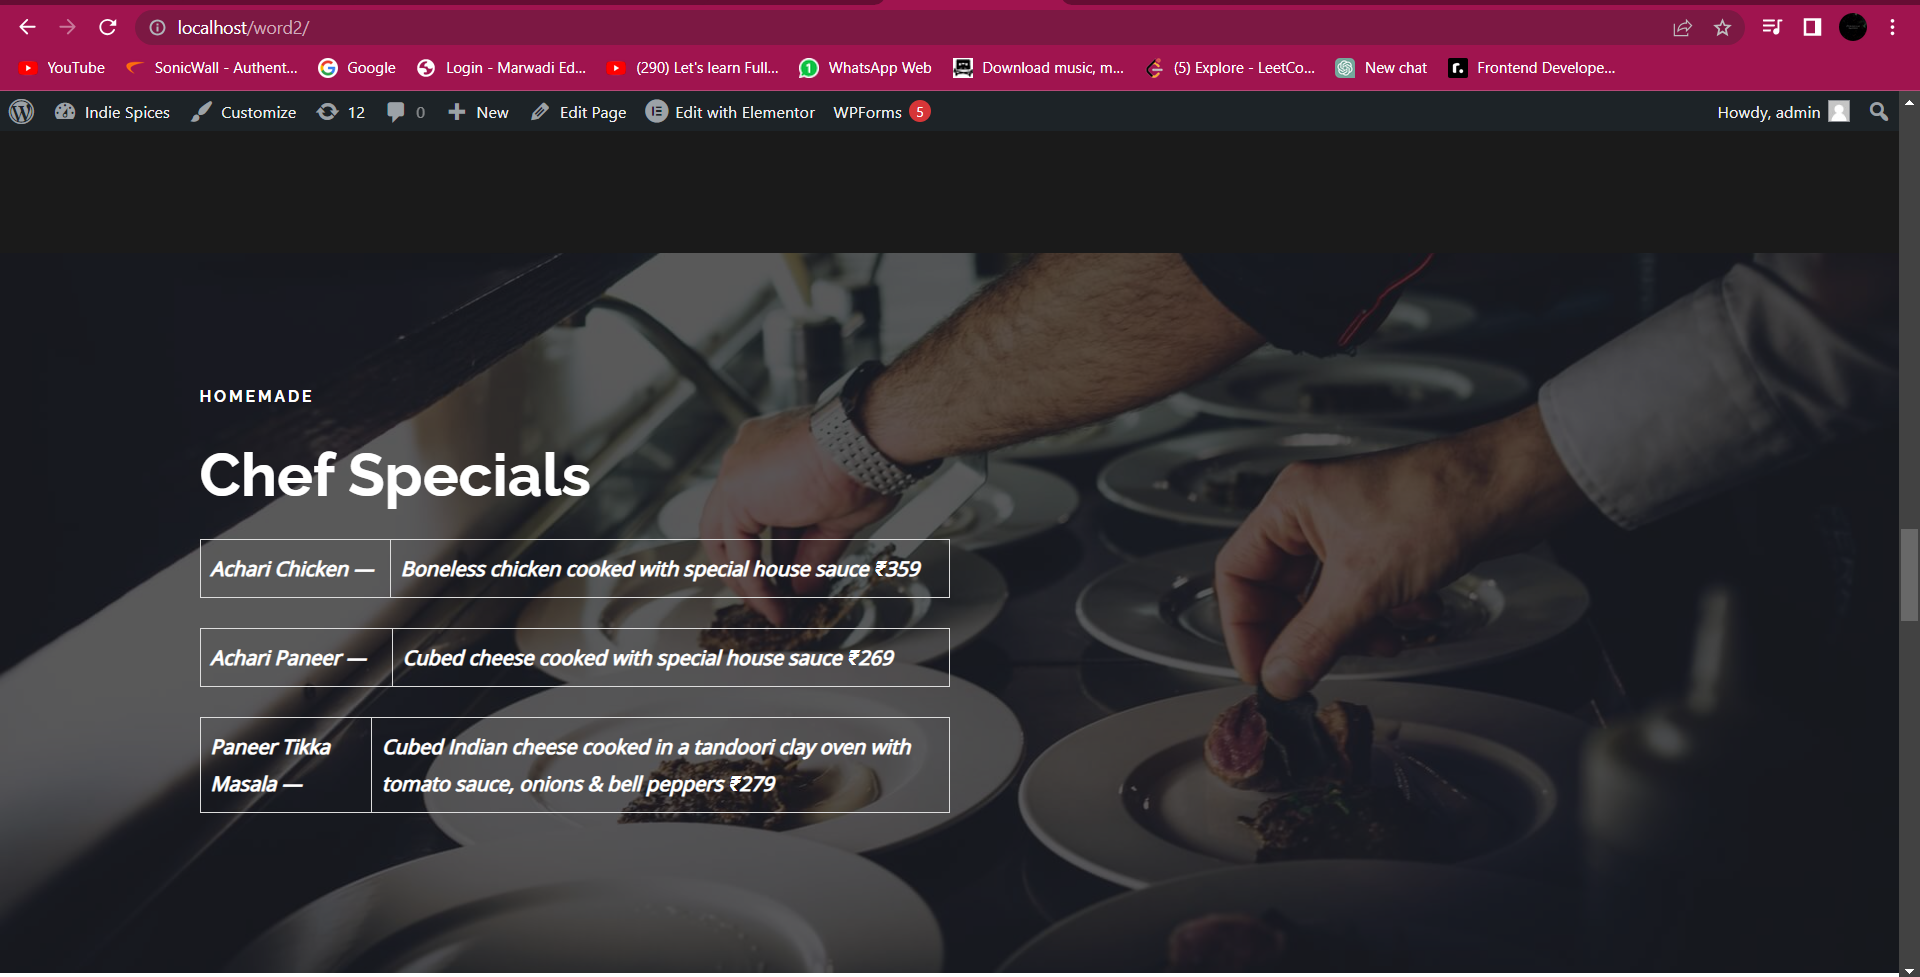 localhost/word2/
YouTube SonicWall - Authent... Google Login - Marwadi Ed... (290) Let's learn Full... WhatsApp Web Download music, m... (5) Explore - LeetCo... New chat Frontend Develope...
Indie Spices Customize 12 0 New Edit Page Edit with Elementor WPForms 5 Howdy, admin
HOMEMADE
Chef Specials
Achari Chicken — Boneless chicken cooked with special house sauce ₹359
Achari Paneer — Cubed cheese cooked with special house sauce ₹269
Paneer Tikka Cubed Indian cheese cooked in a tandoori clay oven with
Masala — tomato sauce, onions & bell peppers ₹279